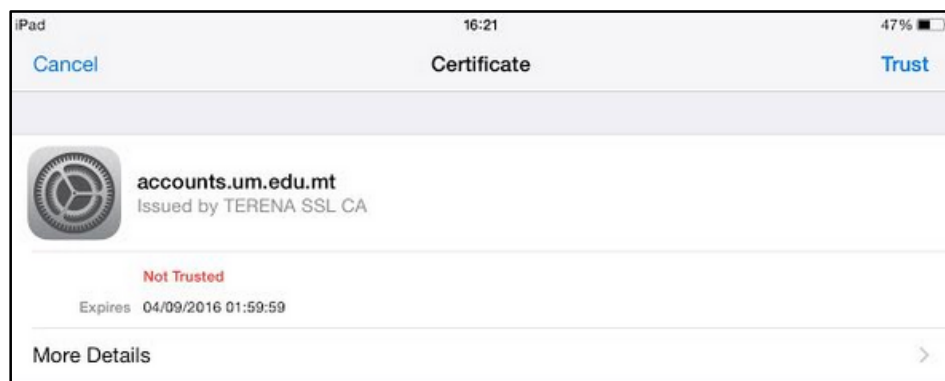 iPad 16:21 47%
Cancel Certificate Trust
accounts.um.edu.mt
Issued by TERENA SSL CA
Not Trusted
Expires 04/09/2016 01:59:59
More Details